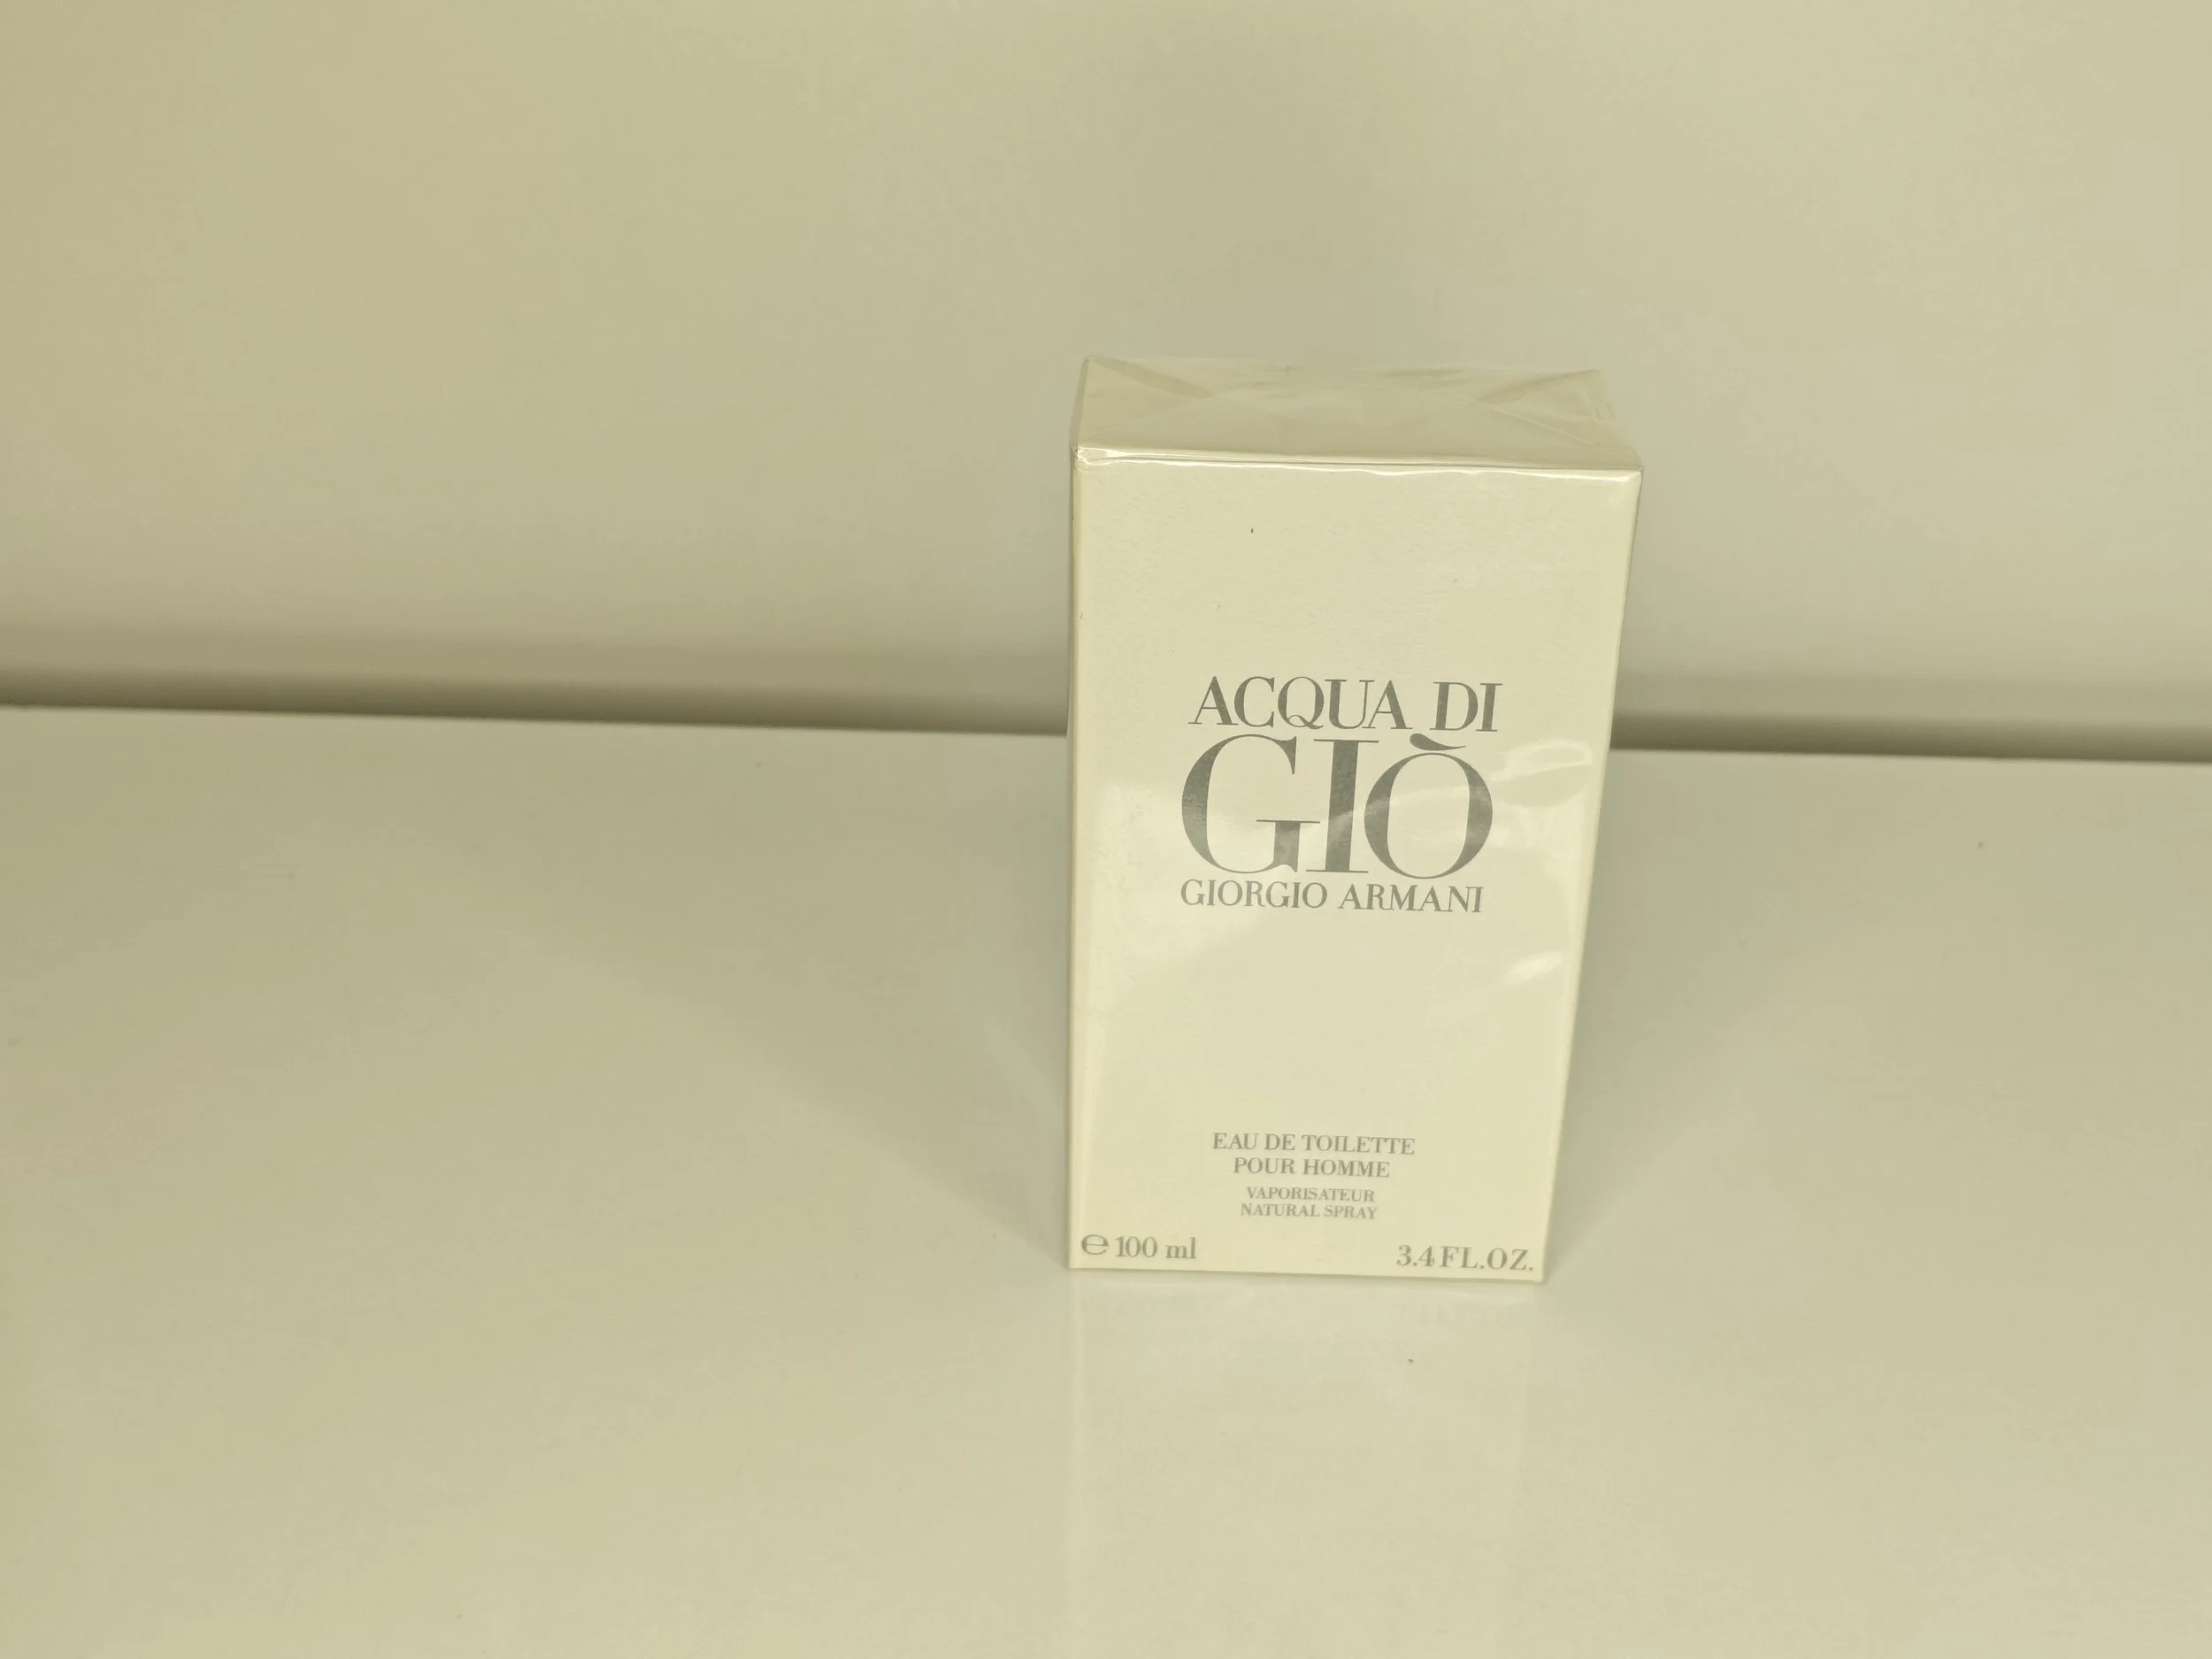 ACQUA DI
GIÒ
GIORGIO ARMANI
EAU DE TOILETTE
POUR HOMME
VAPORISATEUR
NATURAL SPRAY
℮ 100 ml 3.4 FL.OZ.